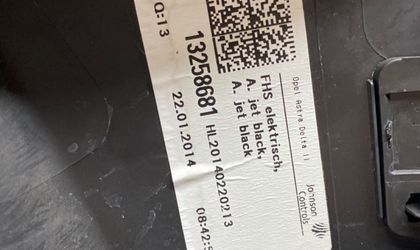 Opel Astra Delta II
Johnson
Controls
FHS, elektrisch,
A. jet black,
A. jet black
13258681
HL20140220213
Q:13
22.01.2014
08:42:5